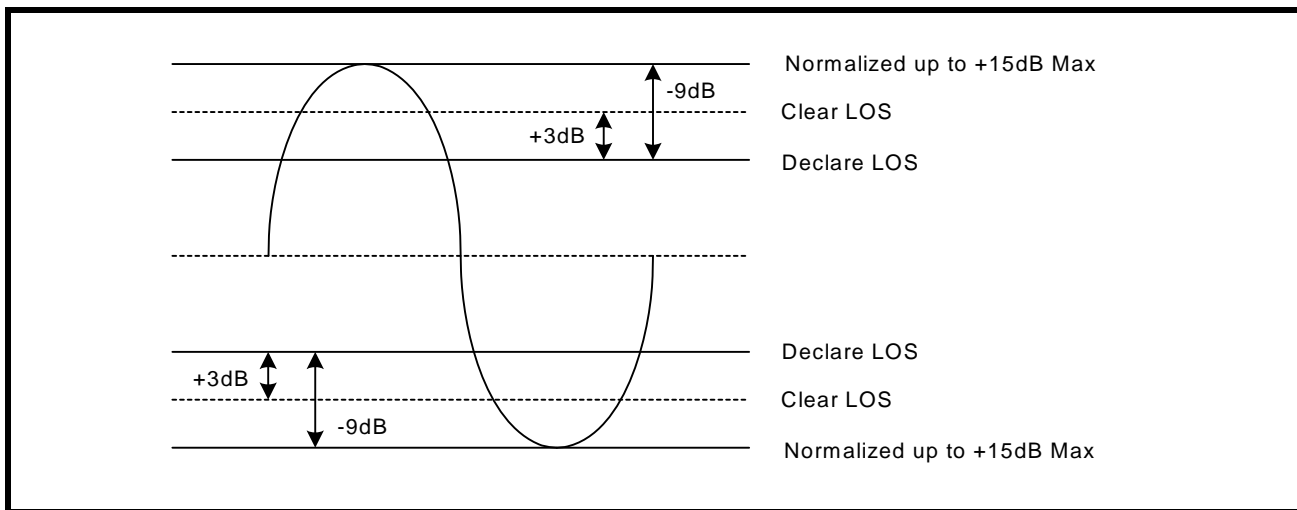 Normalized up to +15dB Max
-9dB
Clear LOS
+3dB
Declare LOS
Declare LOS
+3dB
Clear LOS
-9dB
Normalized up to +15dB Max